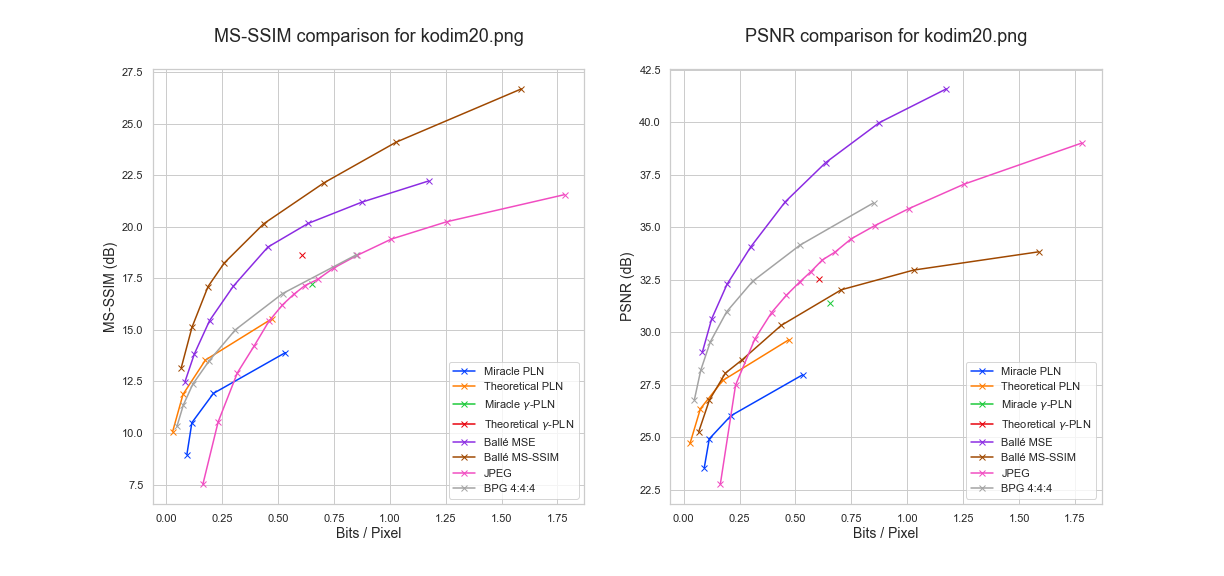 MS-SSIM comparison for kodim20.png
27.5
25.0
22.5
20.0
17.5
15.0
12.5
10.0
7.5
MS-SSIM (dB)
0.00 0.25 0.50 0.75 1.00 1.25 1.50 1.75
Bits / Pixel
Miracle PLN
Theoretical PLN
Miracle γ-PLN
Theoretical γ-PLN
Ballé MSE
Ballé MS-SSIM
JPEG
BPG 4:4:4
PSNR comparison for kodim20.png
42.5
40.0
37.5
35.0
32.5
30.0
27.5
25.0
22.5
PSNR (dB)
0.00 0.25 0.50 0.75 1.00 1.25 1.50 1.75
Bits / Pixel
Miracle PLN
Theoretical PLN
Miracle γ-PLN
Theoretical γ-PLN
Ballé MSE
Ballé MS-SSIM
JPEG
BPG 4:4:4